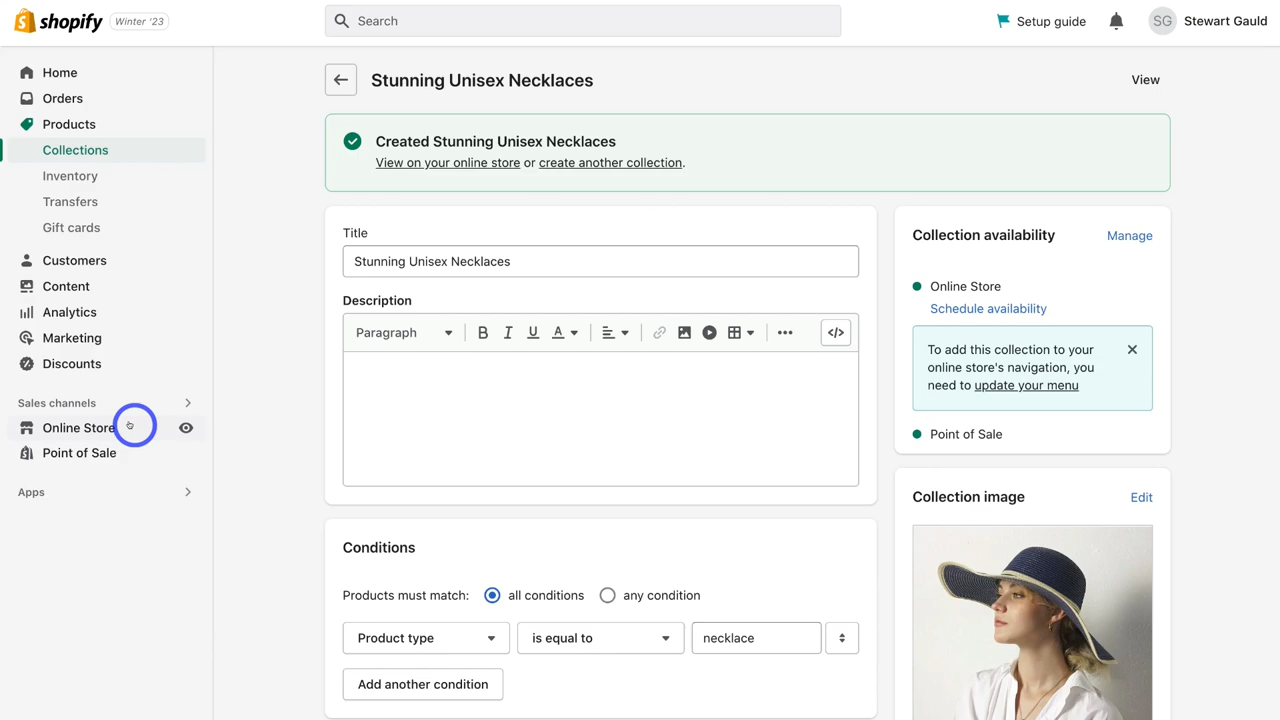 shopify Winter '23
Search
Setup guide
SG Stewart Gauld
Home
Orders
Products
Collections
Inventory
Transfers
Gift cards
Customers
Content
Analytics
Marketing
Discounts
Sales channels
Online Store
Point of Sale
Apps
Stunning Unisex Necklaces
View
Created Stunning Unisex Necklaces
View on your online store or create another collection.
Title
Stunning Unisex Necklaces
Description
Paragraph B I U A
Conditions
Products must match: all conditions any condition
Product type is equal to necklace
Add another condition
Collection availability Manage
Online Store
Schedule availability
To add this collection to your
online store's navigation, you
need to update your menu
Point of Sale
Collection image Edit